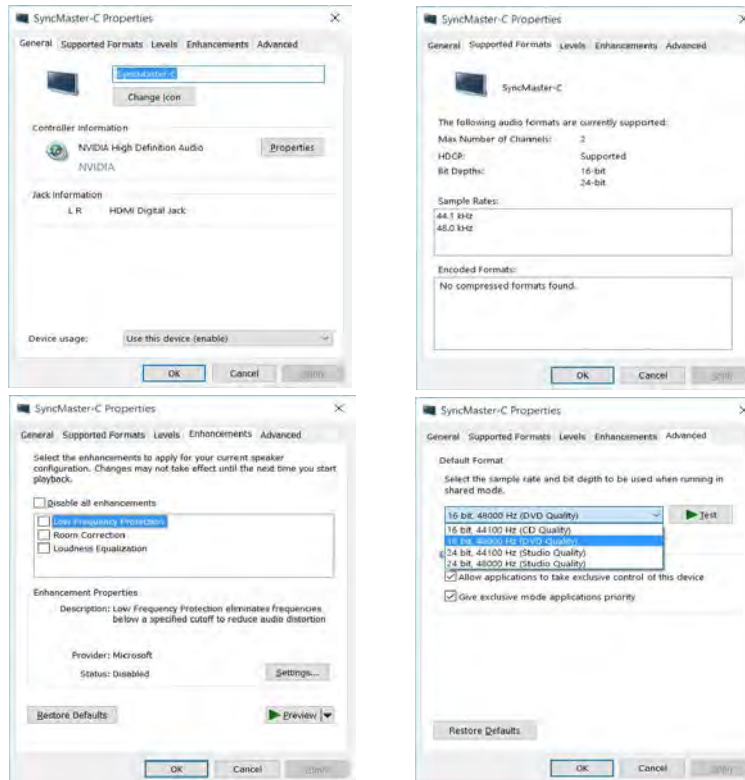 SyncMaster-C Properties
General Supported Formats Levels Enhancements Advanced
SyncMaster-C
Change Icon
Controller Information
NVIDIA High Definition Audio
Properties
NVIDIA
Jack Information
L R HDMI Digital Jack
Device usage: Use this device (enable)
OK Cancel Apply
SyncMaster-C Properties
General Supported Formats Levels Enhancements Advanced
SyncMaster-C
The following audio formats are currently supported:
Max Number of Channels: 2
HDCP: Supported
Bit Depths: 16-bit
24-bit
Sample Rates:
44.1 kHz
48.0 kHz
Encoded Formats:
No compressed formats found.
OK Cancel Apply
SyncMaster-C Properties
General Supported Formats Levels Enhancements Advanced
Select the enhancements to apply for your current speaker
configuration. Changes may not take effect until the next time you start
playback.
Disable all enhancements
Low Frequency Protection
Room Correction
Loudness Equalization
Enhancement Properties
Description: Low Frequency Protection eliminates frequencies
below a specified cutoff to reduce audio distortion
Provider: Microsoft
Status: Disabled
Settings...
Restore Defaults
Preview
OK Cancel Apply
SyncMaster-C Properties
General Supported Formats Levels Enhancements Advanced
Default Format
Select the sample rate and bit depth to be used when running in
shared mode.
16 bit, 48000 Hz (DVD Quality)
Test
16 bit, 44100 Hz (CD Quality)
16 bit, 48000 Hz (DVD Quality)
24 bit, 44100 Hz (Studio Quality)
24 bit, 48000 Hz (Studio Quality)
Allow applications to take exclusive control of this device
Give exclusive mode applications priority
Restore Defaults
OK Cancel Apply